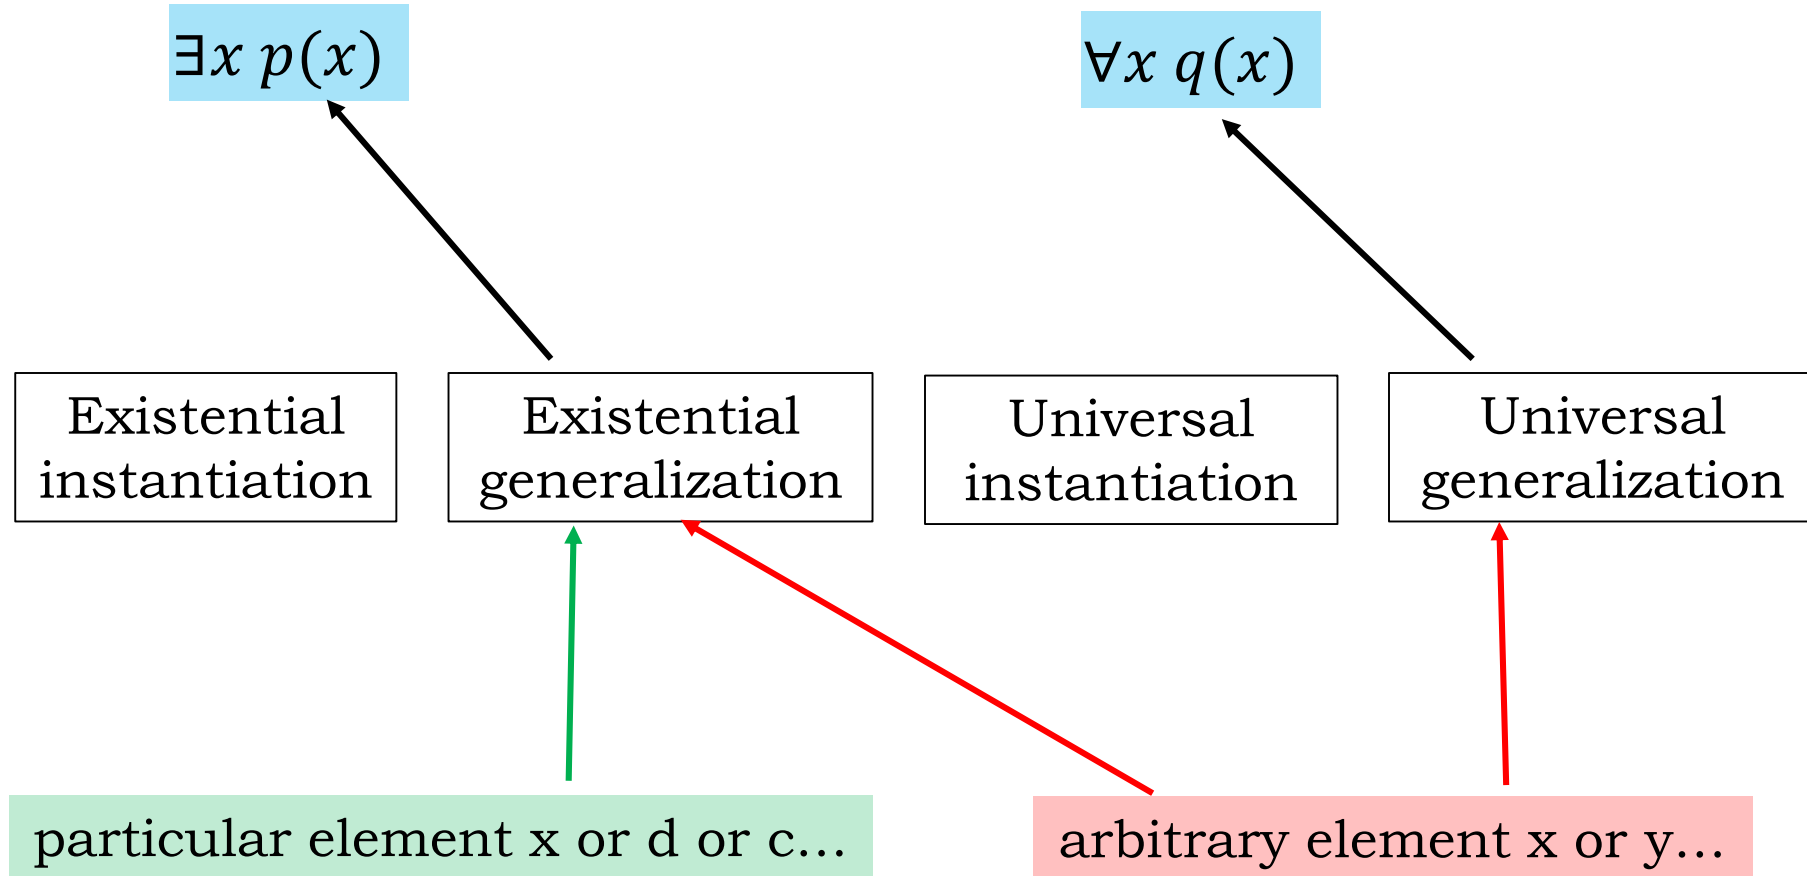 ∃x p(x)
∀x q(x)
Existential
instantiation
Existential
generalization
Universal
instantiation
Universal
generalization
particular element x or d or c…
arbitrary element x or y…